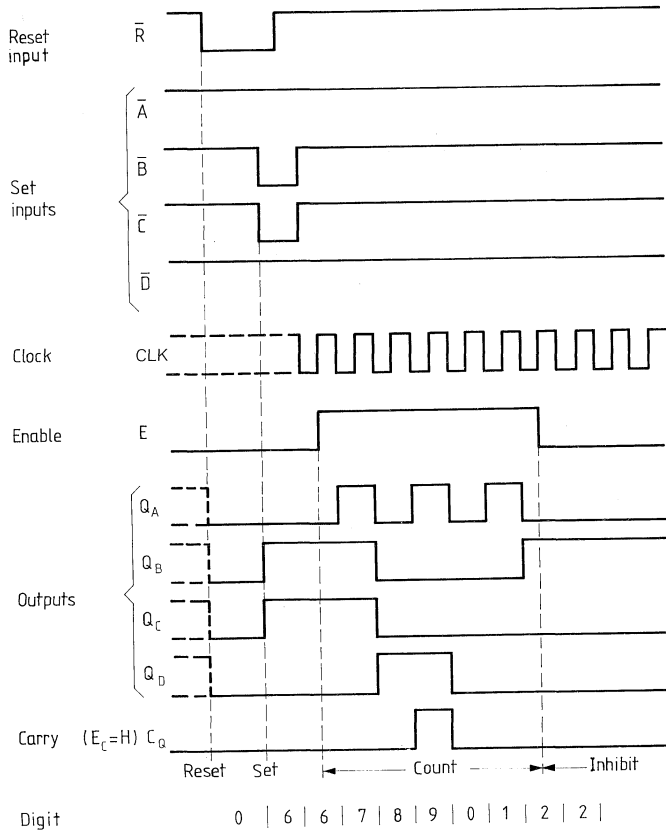 Reset input
R̅
A̅
B̅
Set inputs
C̅
D̅
Clock CLK
Enable E
Q_A
Q_B
Outputs
Q_C
Q_D
Carry (E_C=H) C_Q
Reset Set Count Inhibit
Digit 0 | 6 | 6 | 7 | 8 | 9 | 0 | 1 | 2 | 2 |